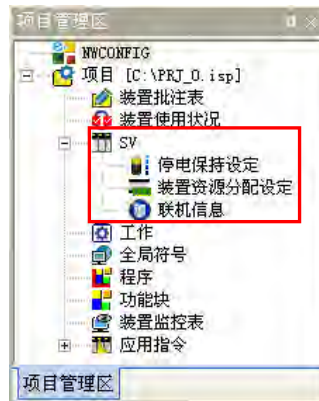 项目管理区
NWCONFIG
项目 [C:\PRJ_0.isp]
装置批注表
装置使用状况
SV
停电保持设定
装置资源分配设定
联机信息
工作
全局符号
程序
功能块
装置监控表
应用指令
项目管理区